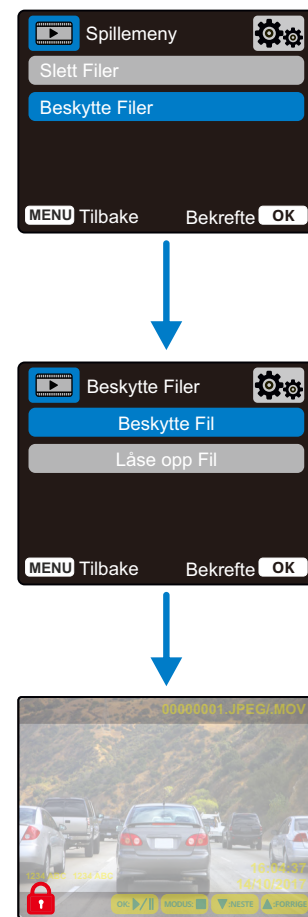 Spillemeny
Slett Filer
Beskytte Filer
MENU Tilbake Bekrefte OK
Beskytte Filer
Beskytte Fil
Låse opp Fil
MENU Tilbake Bekrefte OK
00000001.JPEG/.MOV
OK: MODUS: :NESTE :FORRIGE